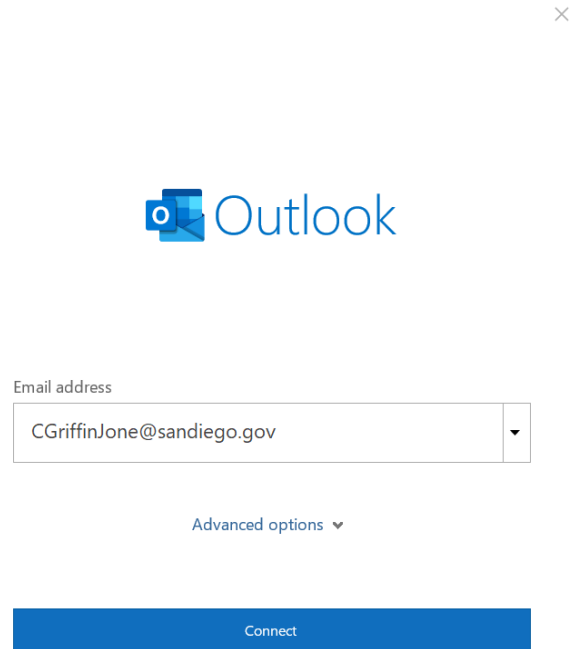 Outlook
Email address
CGriffinJone@sandiego.gov
Advanced options
Connect